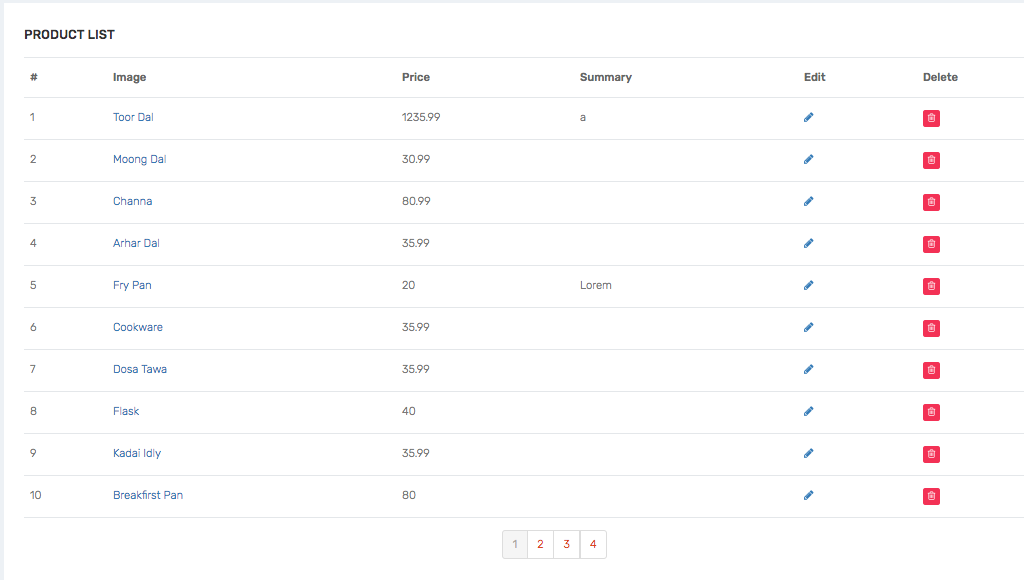 PRODUCT LIST
# Image Price Summary Edit Delete
1 Toor Dal 1235.99 a
2 Moong Dal 30.99
3 Channa 80.99
4 Arhar Dal 35.99
5 Fry Pan 20 Lorem
6 Cookware 35.99
7 Dosa Tawa 35.99
8 Flask 40
9 Kadai Idly 35.99
10 Breakfirst Pan 80
1 2 3 4